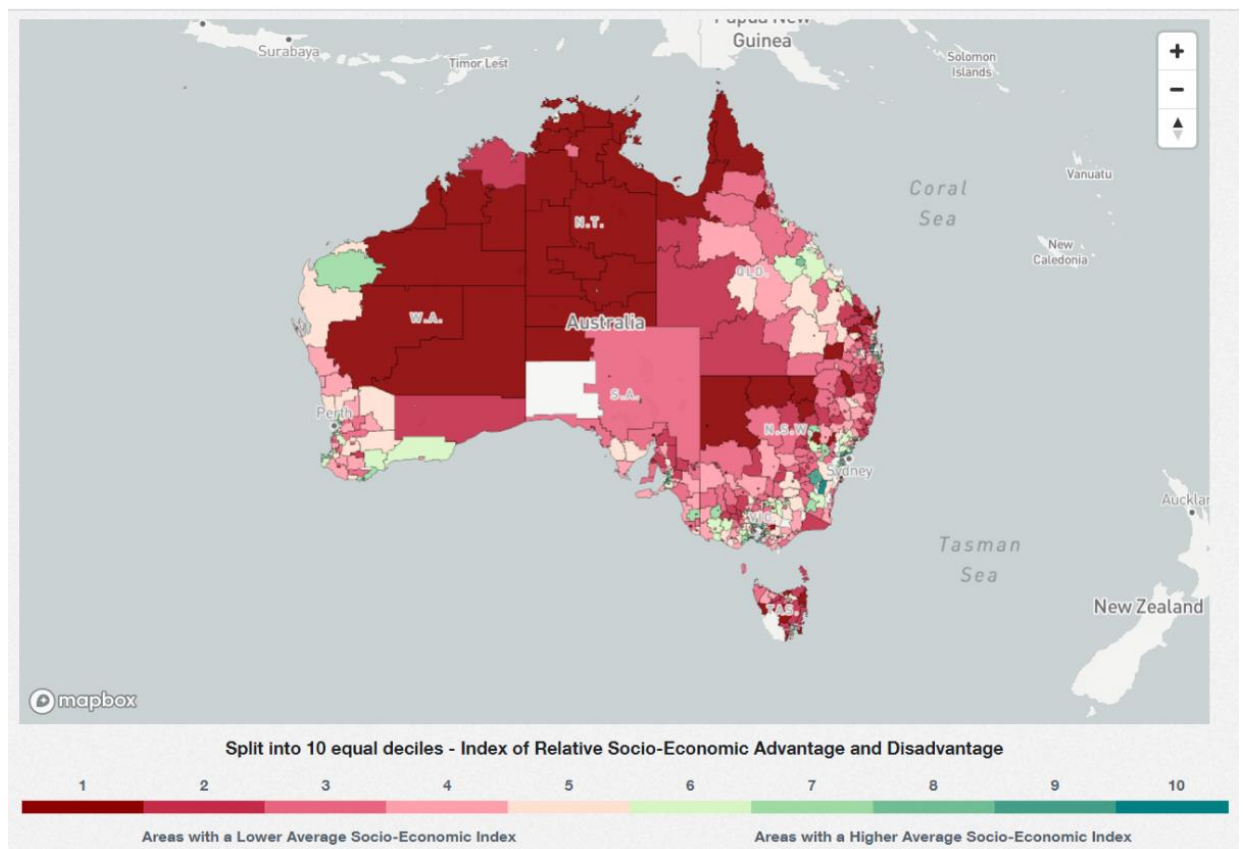 Papua New
Guinea
Surabaya
Timor Lest
Solomon
Islands
Coral
Sea
Vanuatu
New
Caledonia
N.T.
QLD.
W.A.
Australia
S.A.
N.S.W
Perth
Sydney
VIC.
TAS.
Auckla
Tasman
Sea
New Zealand
mapbox
Split into 10 equal deciles - Index of Relative Socio-Economic Advantage and Disadvantage
1 2 3 4 5 6 7 8 9 10
Areas with a Lower Average Socio-Economic Index Areas with a Higher Average Socio-Economic Index